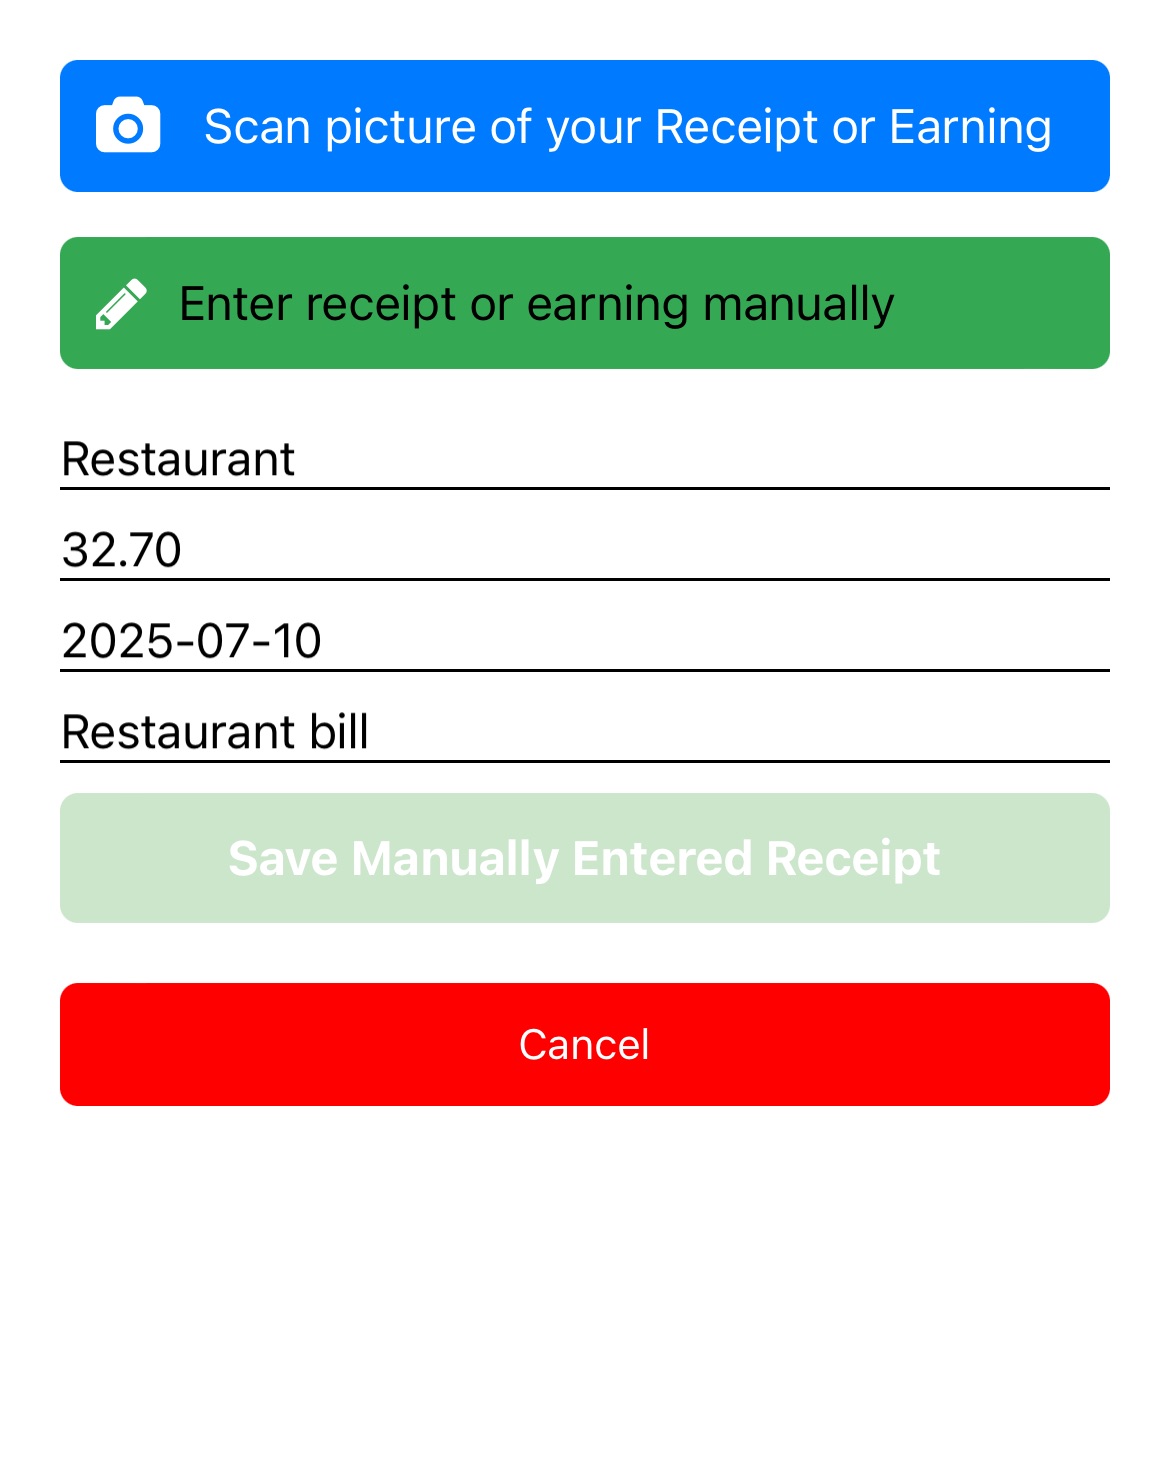 Scan picture of your Receipt or Earning
Enter receipt or earning manually
Restaurant
32.70
2025-07-10
Restaurant bill
Save Manually Entered Receipt
Cancel